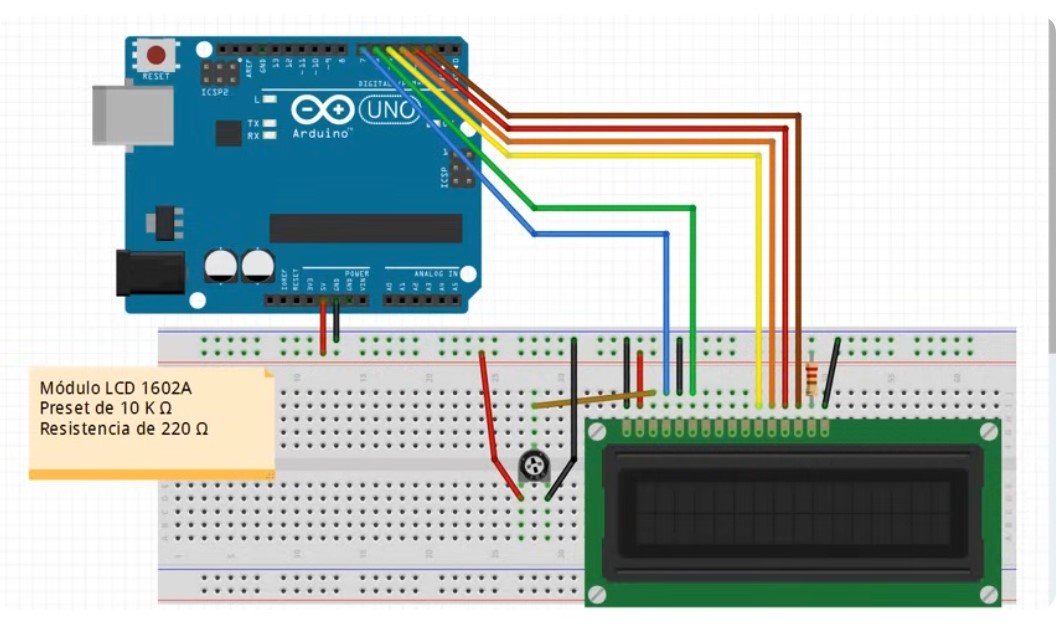 RESET
ICSP2
AREF
GND
13
12
~11
~10
~9
8
7
DIGITAL
L
TX
RX
UNO
Arduino
ICSP
IOREF
RESET
3V3
5V
GND
GND
VIN
POWER
ANALOG IN
A0
A1
A2
A3
A4
A5
Módulo LCD 1602A
Preset de 10 K Ω
Resistencia de 220 Ω